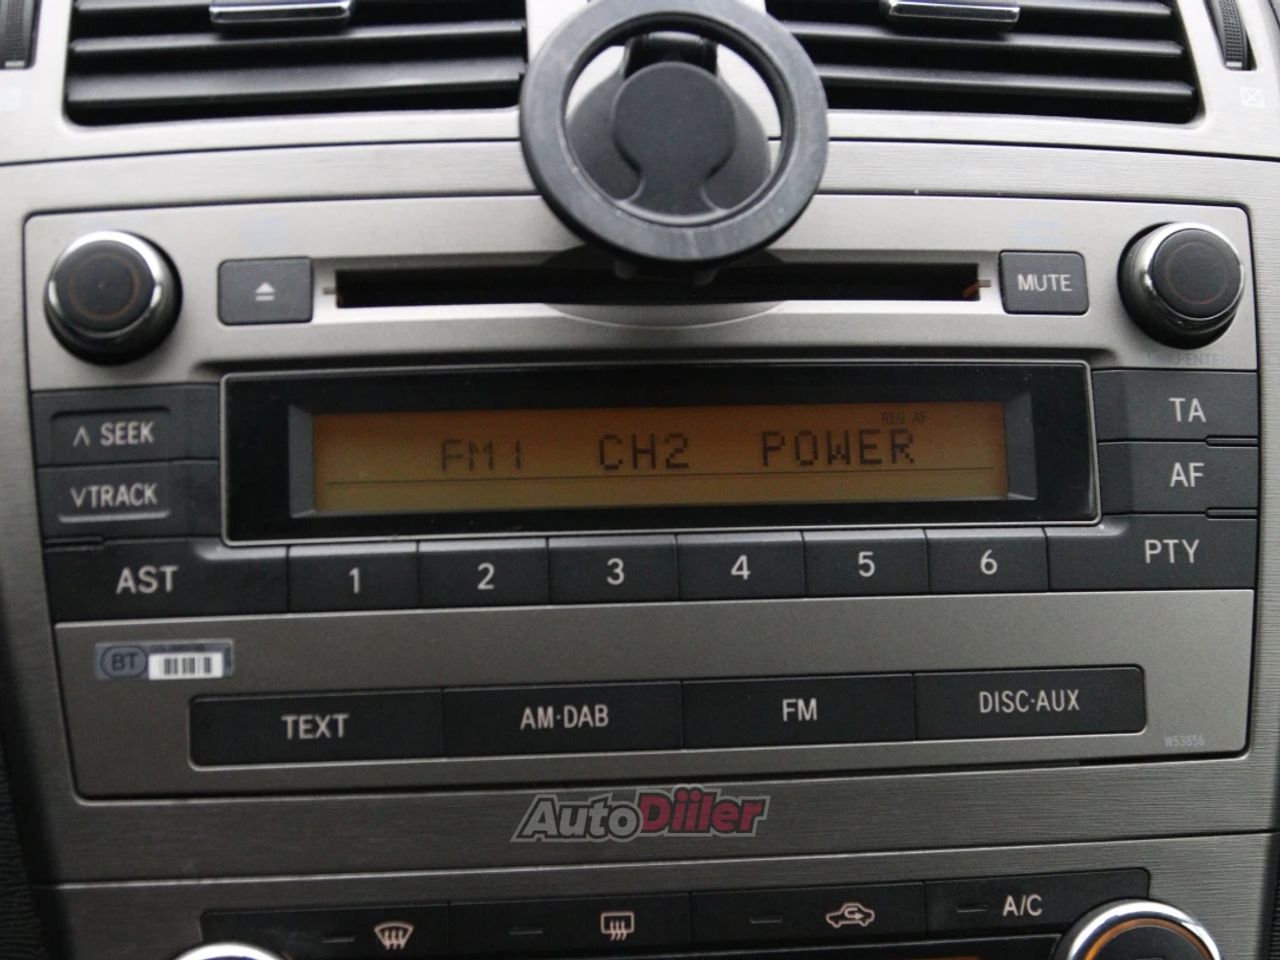 MUTE
REG AF
FM1 CH2 POWER
∧ SEEK
∨ TRACK
TA
AF
AST
1 2 3 4 5 6
PTY
BT
TEXT
AM·DAB
FM
DISC·AUX
W53856
AutoDiiler
A/C